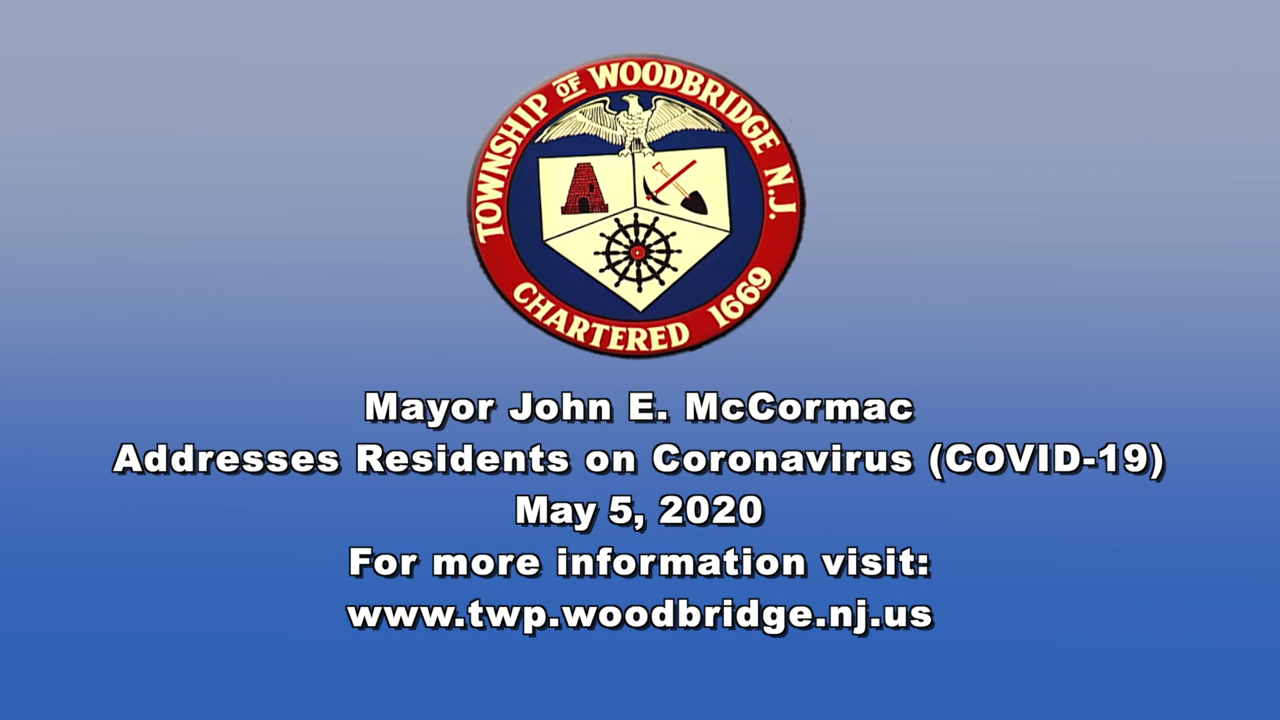 TOWNSHIP OF WOODBRIDGE N.J.
CHARTERED 1669
Mayor John E. McCormac
Addresses Residents on Coronavirus (COVID-19)
May 5, 2020
For more information visit:
www.twp.woodbridge.nj.us